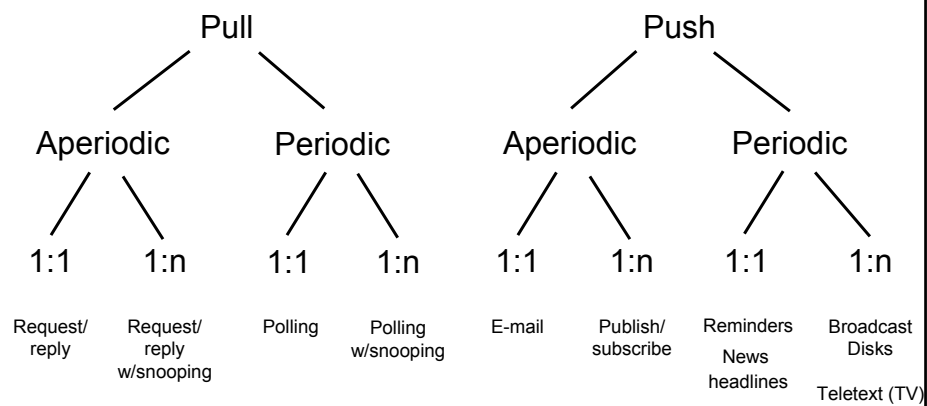 Pull
Push
Aperiodic
Periodic
Aperiodic
Periodic
1:1
1:n
1:1
1:n
1:1
1:n
1:1
1:n
Request/
reply
Request/
reply
w/snooping
Polling
Polling
w/snooping
E-mail
Publish/
subscribe
Reminders
News
headlines
Broadcast
Disks
Teletext (TV)